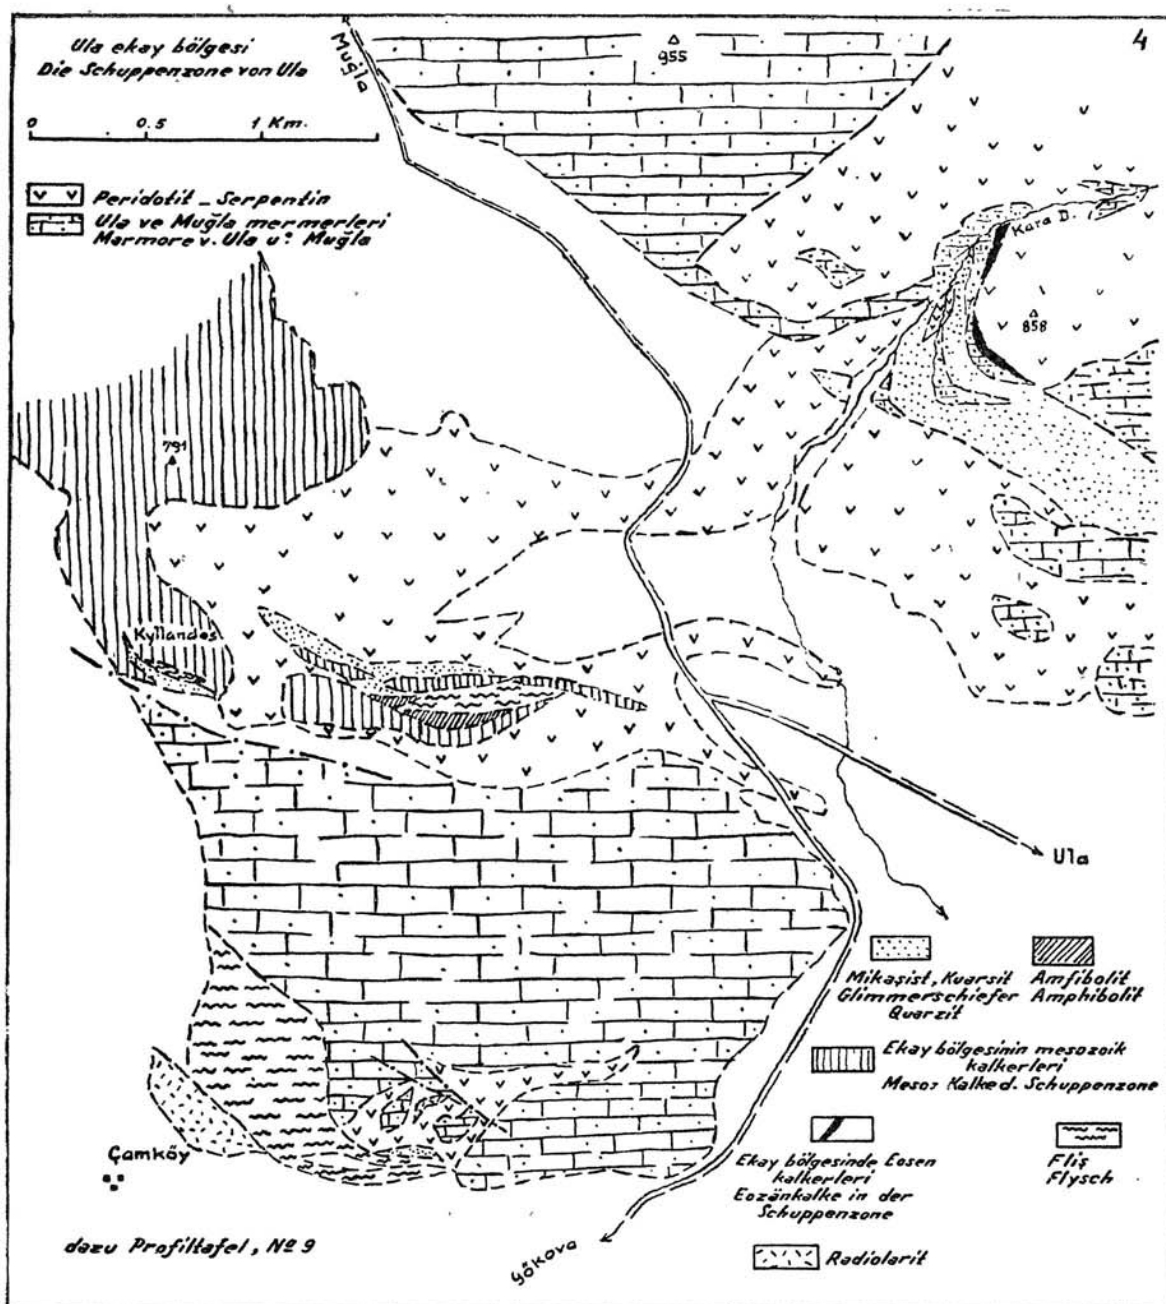 4
Ula ekay bölgesi
Die Schuppenzone von Ula
0 0.5 1 Km.
Peridotit - Serpentin
Ula ve Muğla mermerleri
Marmore v. Ula u. Muğla
Muğla
955
Kara D.
858
791
Kyllandos
Ula
Mikaşist, Kuarsit
Glimmerschiefer
Quarzit
Amfibolit
Amphibolit
Ekay bölgesinin mesozoik
kalkerleri
Mesoz Kalke d. Schuppenzone
Ekay bölgesinde Eosen
kalkerleri
Eozänkalke in der
Schuppenzone
Fliş
Flysch
Radiolarit
Çamköy
Gökova
dazu Profiltafel, No 9